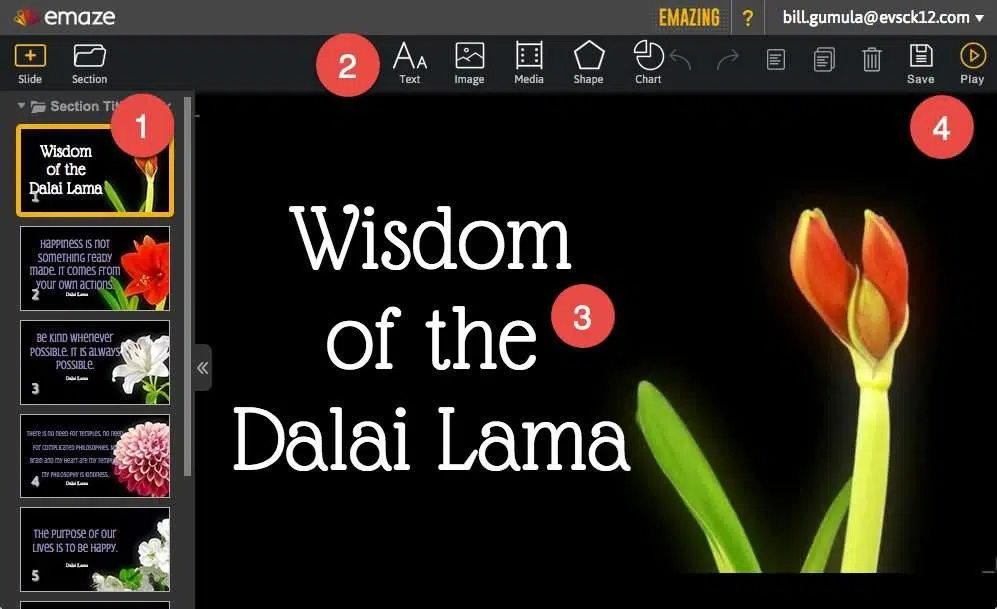 emaze
EMAZING ? bill.gumula@evsck12.com
Slide Section 2 Text Image Media Shape Chart Save Play
Section Tit
1
4
Wisdom
of the
Dalai Lama
1
Happiness is not
something ready
made. It comes from
your own actions.
Dalai Lama
2
Be kind whenever
possible. It is always
possible.
Dalai Lama
3
There is no need for temples, no need
for complicated philosophies.
Brain and my heart are my
my philosophy is kindness.
Dalai Lama
4
The purpose of our
lives is to be happy.
Dalai Lama
5
Wisdom
of the
3
Dalai Lama